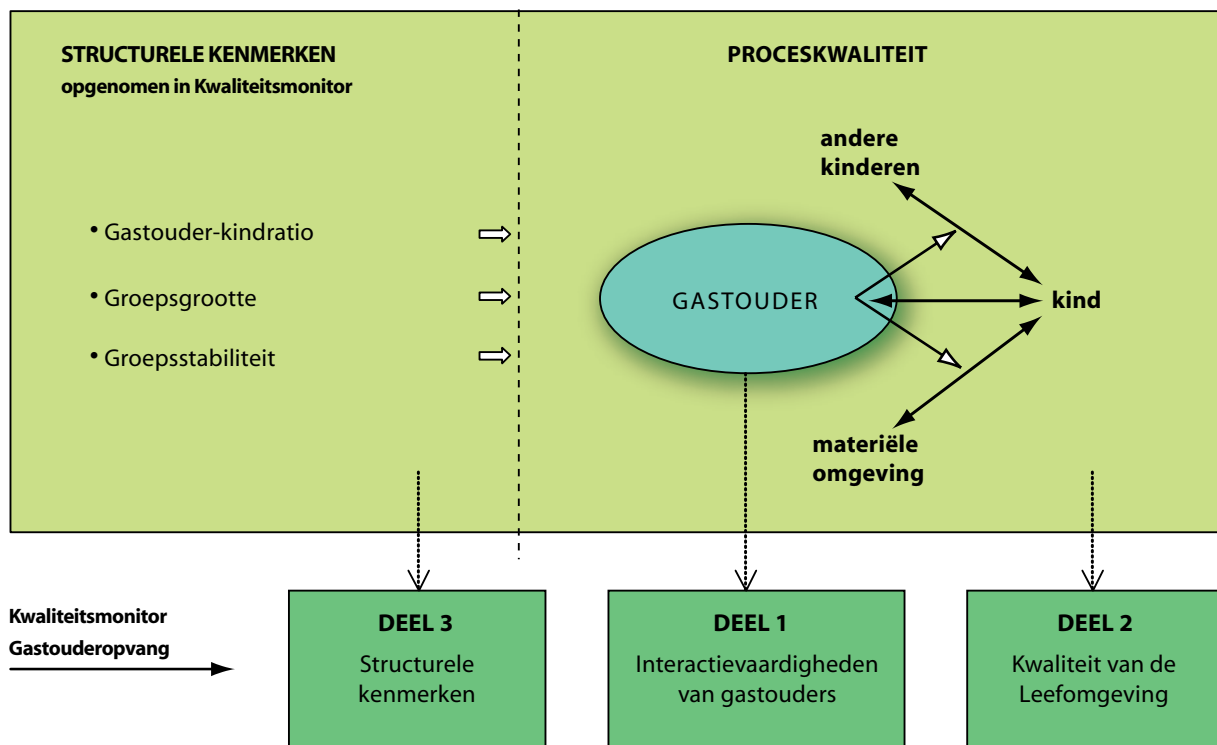 STRUCTURELE KENMERKEN
opgenomen in Kwaliteitsmonitor
• Gastouder-kindratio
• Groepsgrootte
• Groepsstabiliteit
PROCESKWALITEIT
andere
kinderen
GASTOUDER
kind
materiële
omgeving
Kwaliteitsmonitor
Gastouderopvang
DEEL 3
Structurele
kenmerken
DEEL 1
Interactievaardigheden
van gastouders
DEEL 2
Kwaliteit van de
Leefomgeving